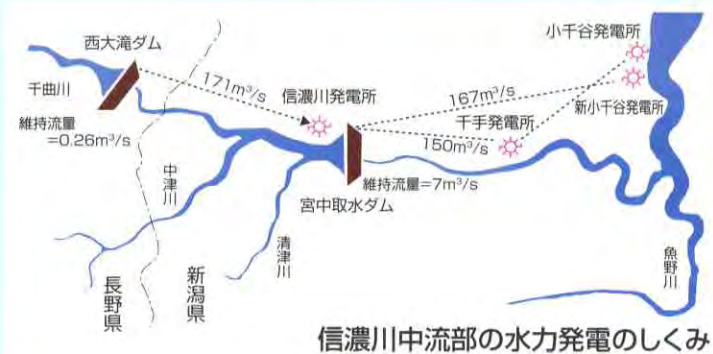 西大滝ダム
千曲川
維持流量
=0.26m³/s
171m³/s
信濃川発電所
小千谷発電所
167m³/s
新小千谷発電所
千手発電所
150m³/s
維持流量=7m³/s
宮中取水ダム
中津川
清津川
魚野川
長野県
新潟県
信濃川中流部の水力発電のしくみ